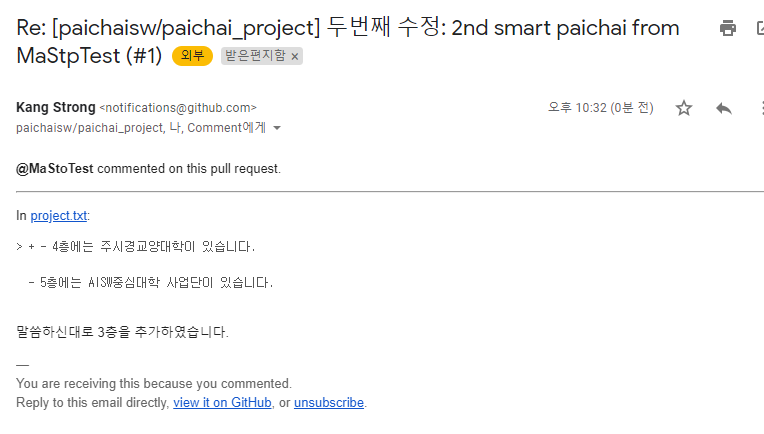 Re: [paichaisw/paichai_project] 두번째 수정: 2nd smart paichai from
MaStpTest (#1) 외부 받은편지함 ×
Kang Strong <notifications@github.com> 오후 10:32 (0분 전)
paichaisw/paichai_project, 나, Comment에게
@MaStoTest commented on this pull request.
In project.txt:
> + - 4층에는 주시경교양대학이 있습니다.
- 5층에는 AISW중심대학 사업단이 있습니다.
말씀하신대로 3층을 추가하였습니다.
—
You are receiving this because you commented.
Reply to this email directly, view it on GitHub, or unsubscribe.